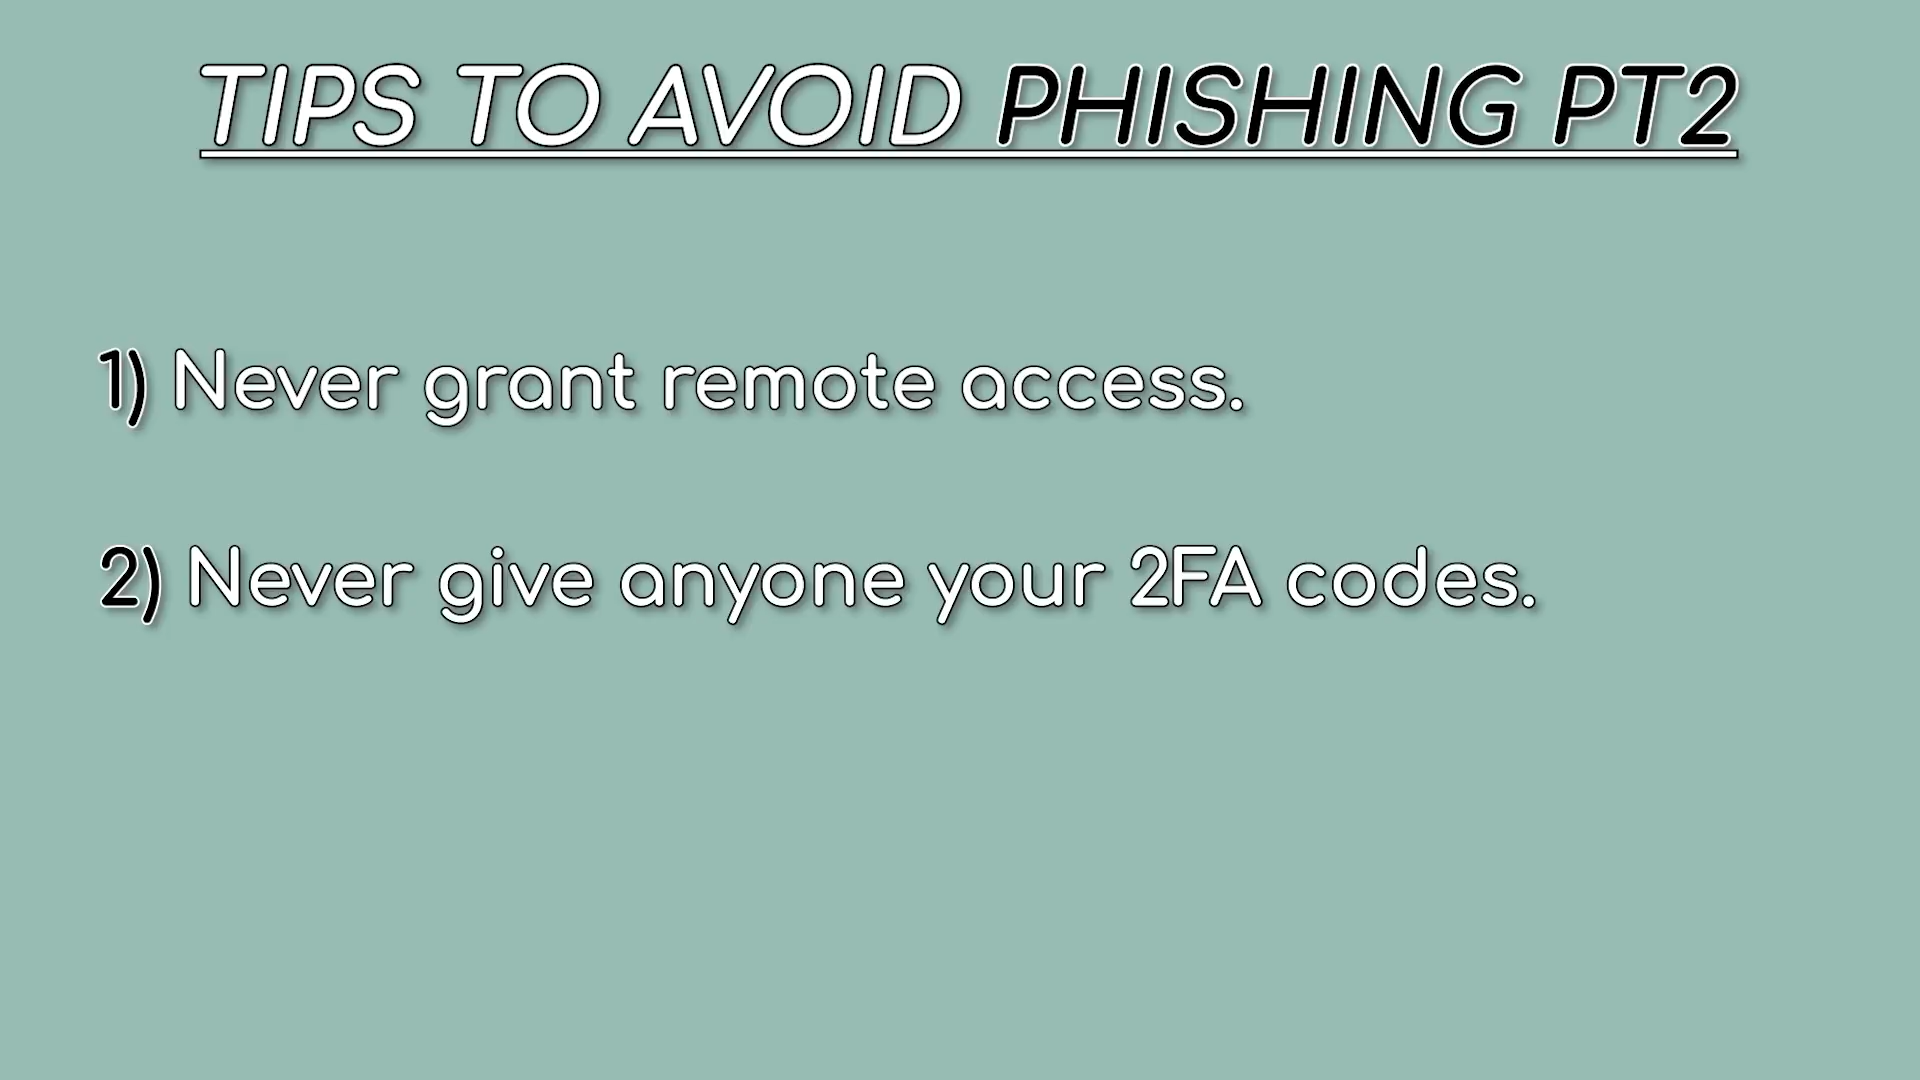 TIPS TO AVOID PHISHING PT2
1) Never grant remote access.
2) Never give anyone your 2FA codes.